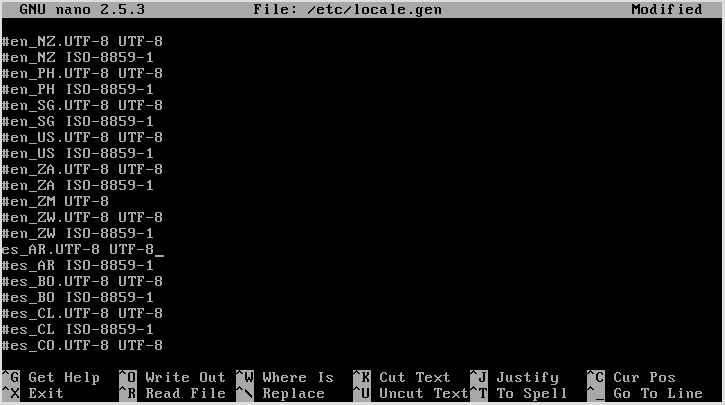 GNU nano 2.5.3 File: /etc/locale.gen Modified
#en_NZ.UTF-8 UTF-8
#en_NZ ISO-8859-1
#en_PH.UTF-8 UTF-8
#en_PH ISO-8859-1
#en_SG.UTF-8 UTF-8
#en_SG ISO-8859-1
#en_US.UTF-8 UTF-8
#en_US ISO-8859-1
#en_ZA.UTF-8 UTF-8
#en_ZA ISO-8859-1
#en_ZM UTF-8
#en_ZW.UTF-8 UTF-8
#en_ZW ISO-8859-1
es_AR.UTF-8 UTF-8_
#es_AR ISO-8859-1
#es_BO.UTF-8 UTF-8
#es_BO ISO-8859-1
#es_CL.UTF-8 UTF-8
#es_CL ISO-8859-1
#es_CO.UTF-8 UTF-8
^G Get Help ^O Write Out ^W Where Is ^K Cut Text ^J Justify ^C Cur Pos
^X Exit ^R Read File ^\ Replace ^U Uncut Text ^T To Spell ^_ Go To Line